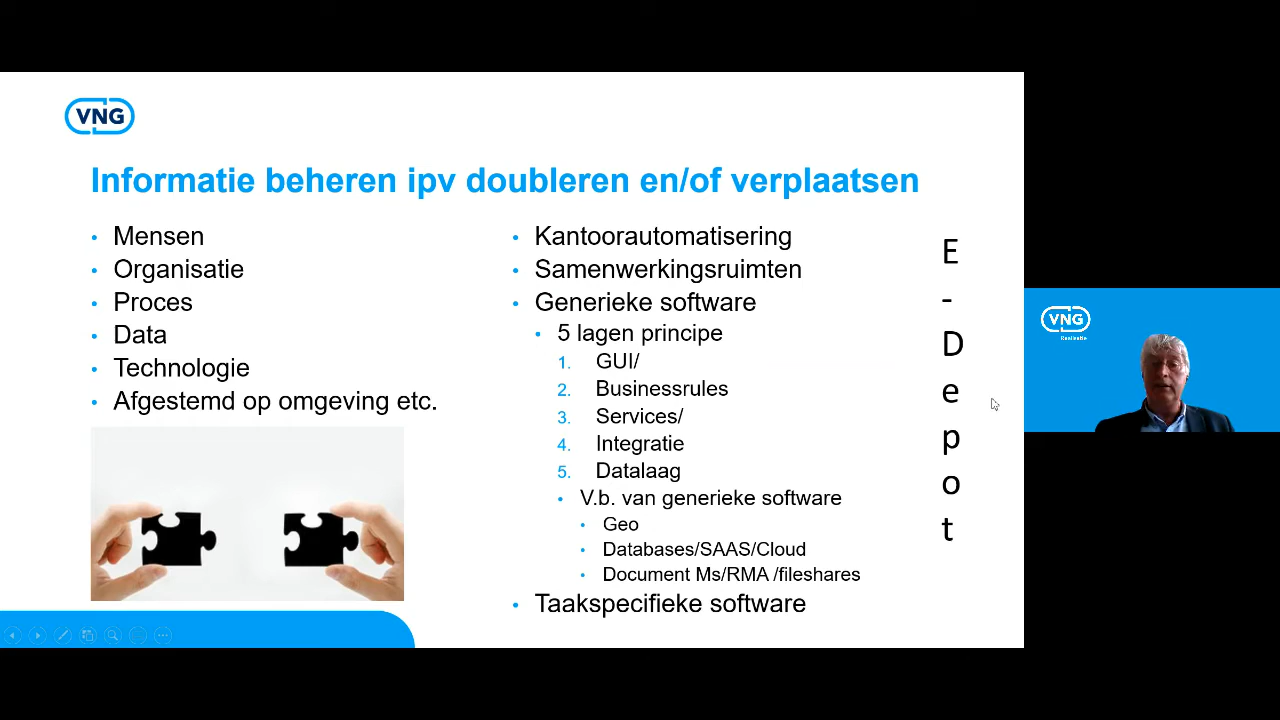 VNG
Informatie beheren ipv doubleren en/of verplaatsen
• Mensen
• Organisatie
• Proces
• Data
• Technologie
• Afgestemd op omgeving etc.
• Kantoorautomatisering
• Samenwerkingsruimten
• Generieke software
• 5 lagen principe
1. GUI/
2. Businessrules
3. Services/
4. Integratie
5. Datalaag
• V.b. van generieke software
• Geo
• Databases/SAAS/Cloud
• Document Ms/RMA /fileshares
• Taakspecifieke software
E
-
D
e
p
o
t
VNG
Realisatie